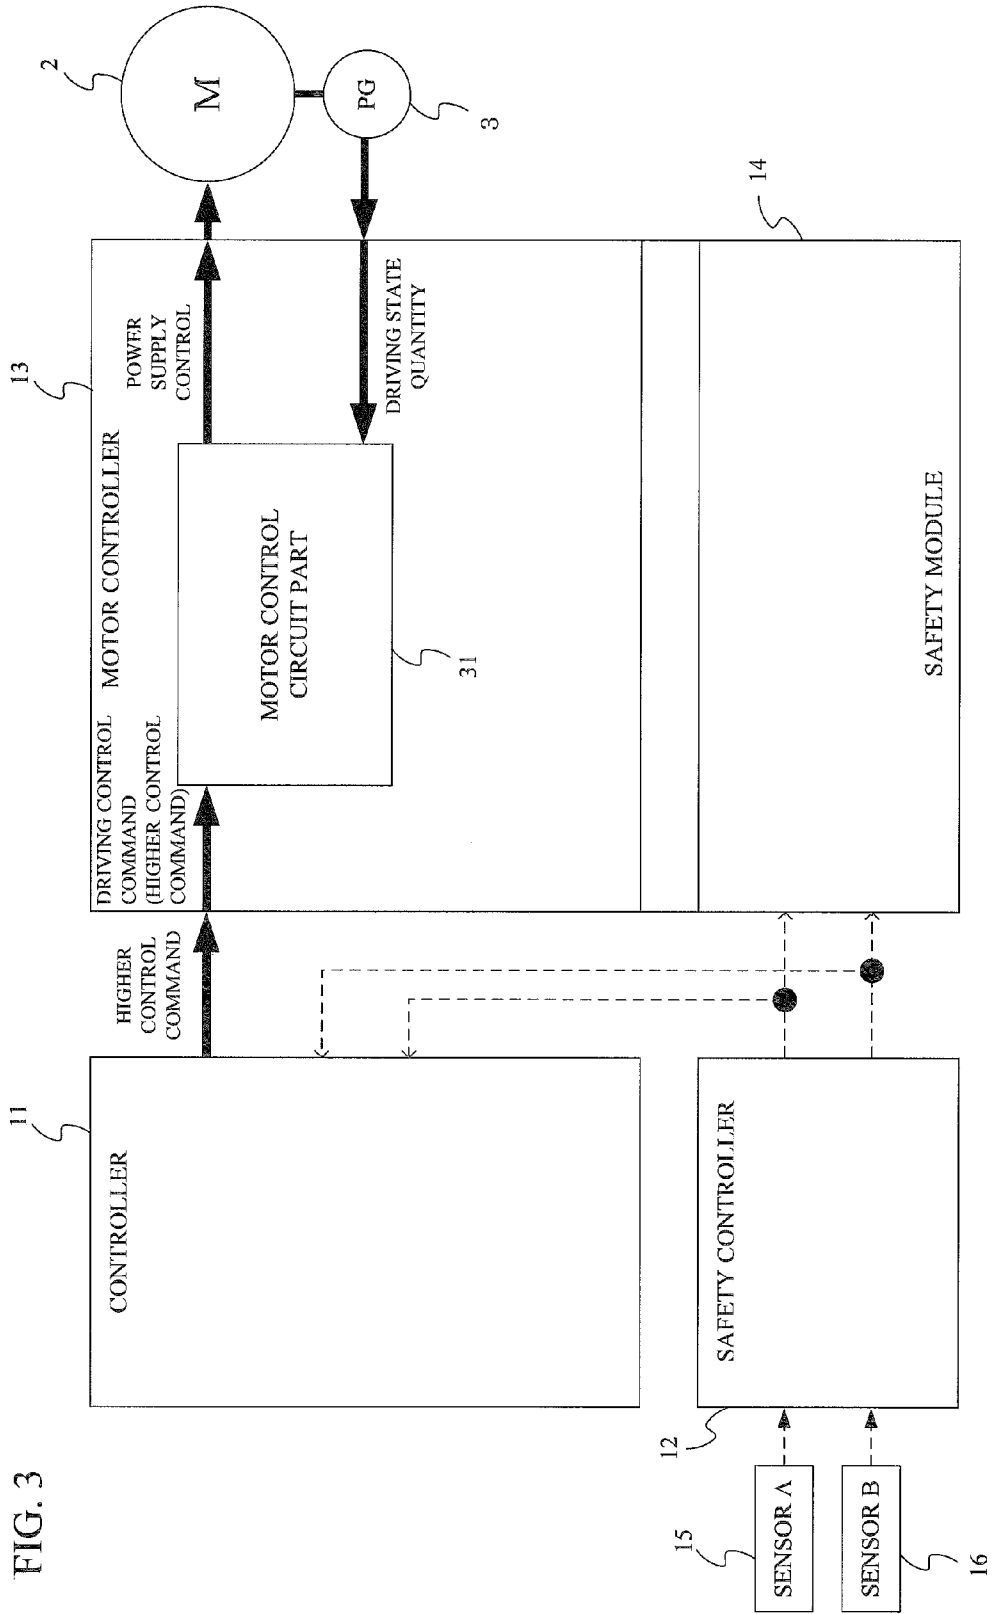 FIG. 3
11
CONTROLLER
HIGHER
CONTROL
COMMAND
13
MOTOR CONTROLLER
DRIVING CONTROL
COMMAND
(HIGHER CONTROL
COMMAND)
MOTOR CONTROL
CIRCUIT PART
31
POWER
SUPPLY
CONTROL
DRIVING STATE
QUANTITY
2
M
PG
3
15
SENSOR A
SENSOR B
16
12
SAFETY CONTROLLER
14
SAFETY MODULE